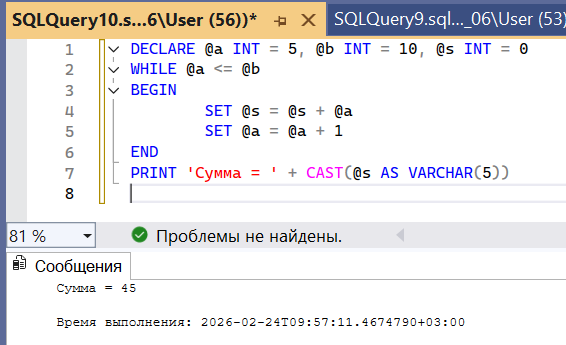 SQLQuery10.s...6\User (56))* SQLQuery9.sql..._06\User (53)
1 DECLARE @a INT = 5, @b INT = 10, @s INT = 0
2 WHILE @a <= @b
3 BEGIN
4 SET @s = @s + @a
5 SET @a = @a + 1
6 END
7 PRINT 'Сумма = ' + CAST(@s AS VARCHAR(5))
8
81 % Проблемы не найдены.
Сообщения
Сумма = 45
Время выполнения: 2026-02-24T09:57:11.4674790+03:00